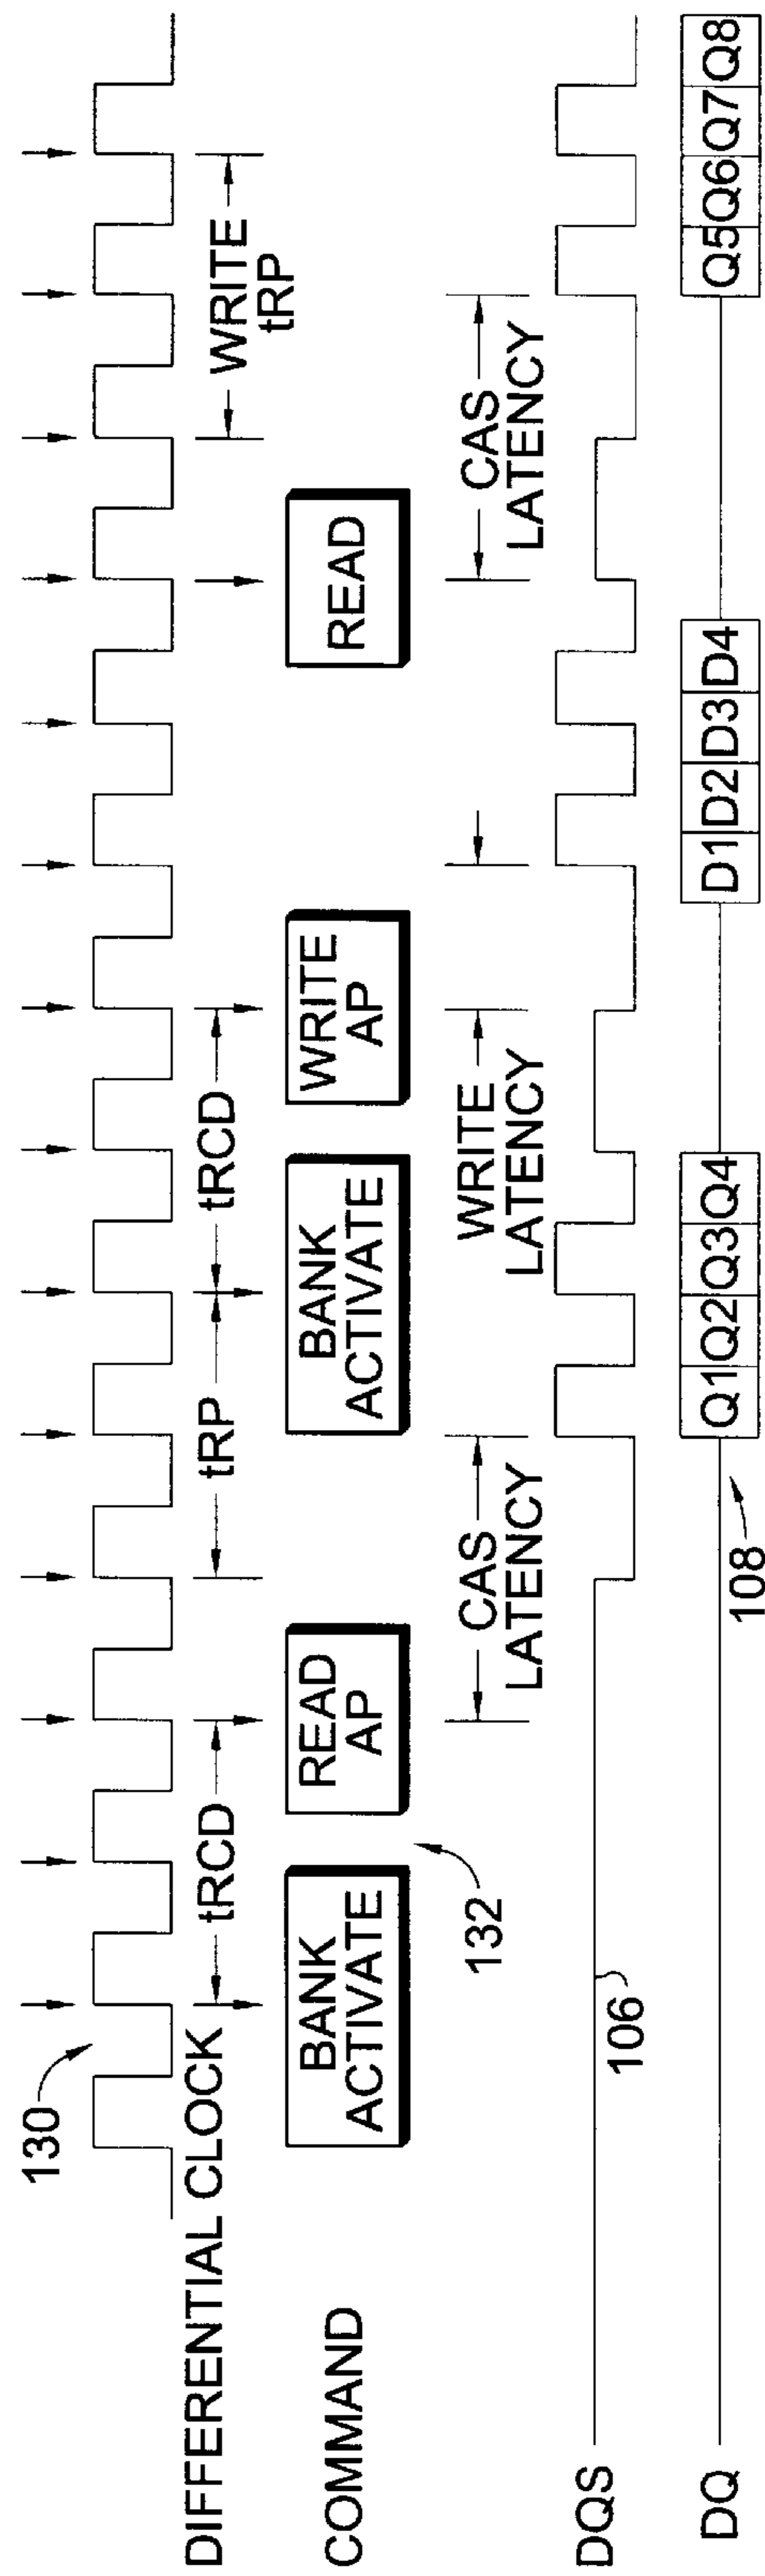 130
DIFFERENTIAL CLOCK
tRCD
tRP
tRCD
WRITE
tRP
COMMAND
BANK
ACTIVATE
READ
AP
BANK
ACTIVATE
WRITE
AP
READ
132
CAS
LATENCY
WRITE
LATENCY
CAS
LATENCY
DQS
106
DQ
Q1 Q2 Q3 Q4
D1 D2 D3 D4
Q5 Q6 Q7 Q8
108